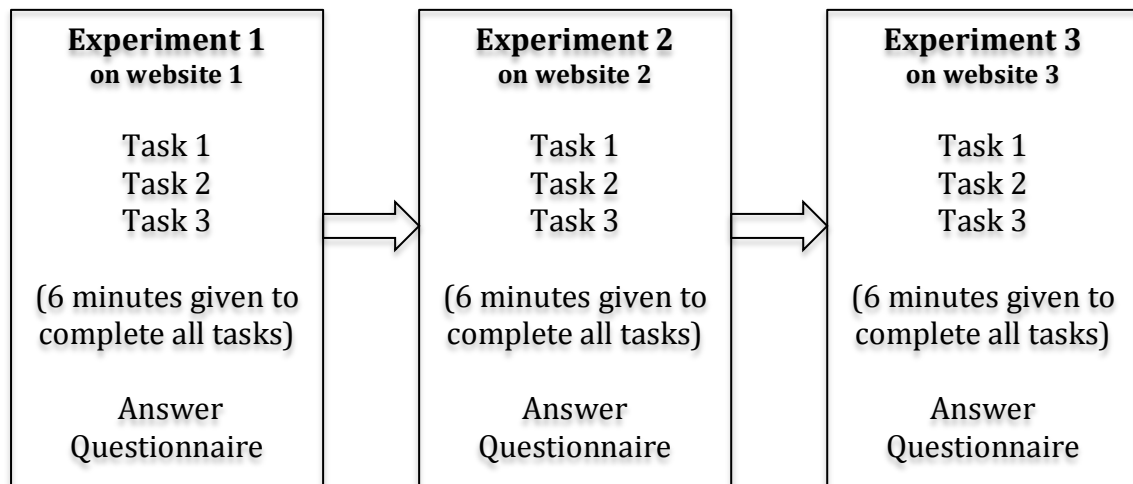 Experiment 1
on website 1
Task 1
Task 2
Task 3
(6 minutes given to
complete all tasks)
Answer
Questionnaire
Experiment 2
on website 2
Task 1
Task 2
Task 3
(6 minutes given to
complete all tasks)
Answer
Questionnaire
Experiment 3
on website 3
Task 1
Task 2
Task 3
(6 minutes given to
complete all tasks)
Answer
Questionnaire